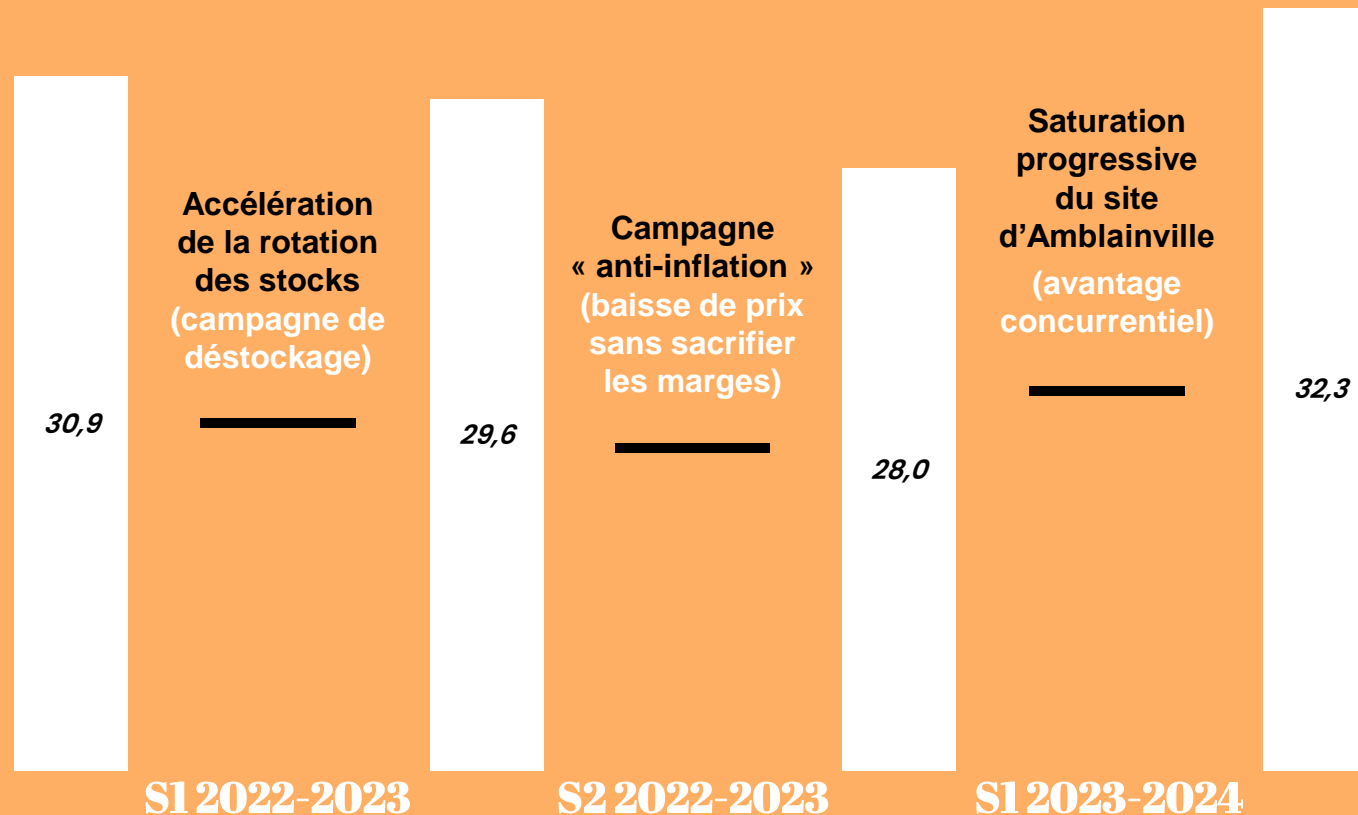 30,9
Accélération
de la rotation
des stocks
(campagne de
déstockage)
29,6
Campagne
« anti-inflation »
(baisse de prix
sans sacrifier
les marges)
28,0
Saturation
progressive
du site
d’Amblainville
(avantage
concurrentiel)
32,3
S1 2022-2023
S2 2022-2023
S1 2023-2024